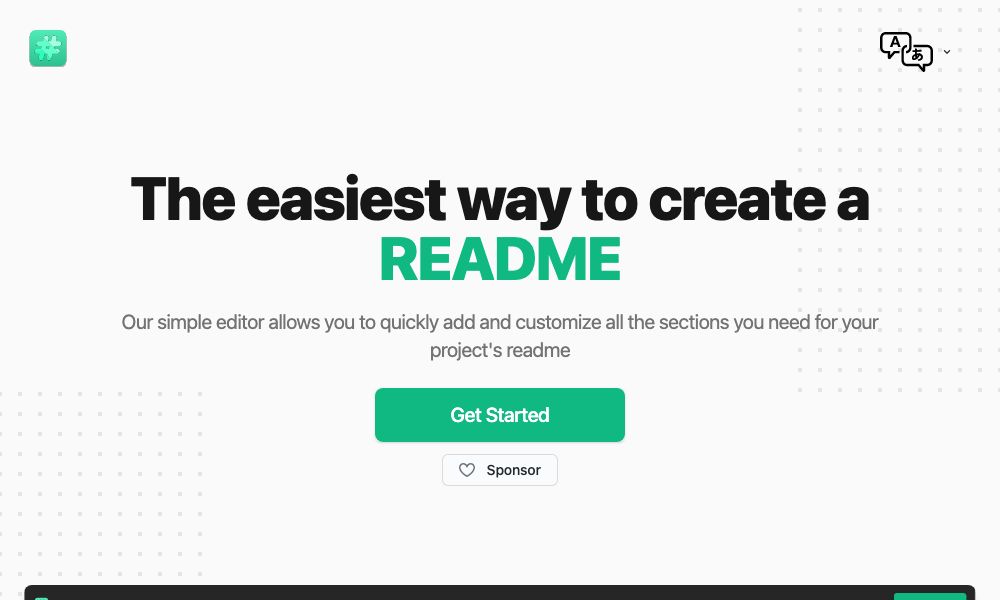 #
A
あ
The easiest way to create a
README
Our simple editor allows you to quickly add and customize all the sections you need for your
project's readme
Get Started
Sponsor